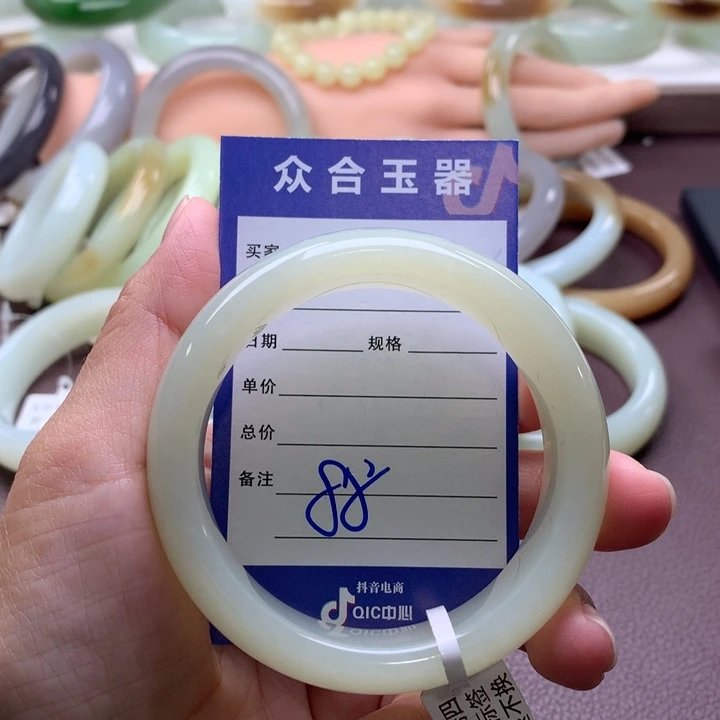 众合玉器
买家
日期 规格
单价
总价
备注
抖音电商
QIC中心